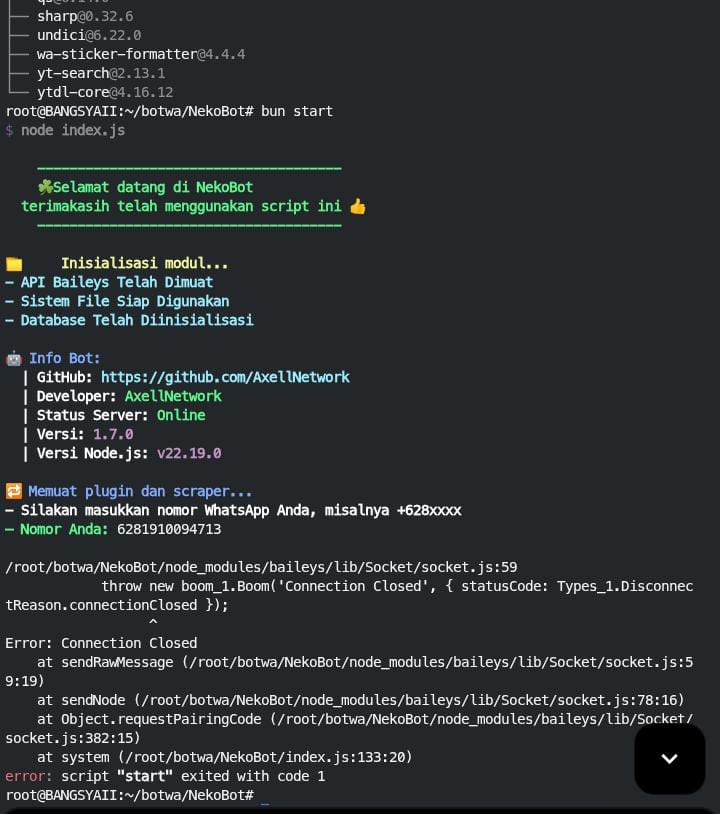 ├── sharp@0.32.6
├── undici@6.22.0
├── wa-sticker-formatter@4.4.4
├── yt-search@2.13.1
└── ytdl-core@4.16.12
root@BANGSYAII:~/botwa/NekoBot# bun start
$ node index.js
☘️Selamat datang di NekoBot
terimakasih telah menggunakan script ini 👍
📁 Inisialisasi modul...
– API Baileys Telah Dimuat
– Sistem File Siap Digunakan
– Database Telah Diinisialisasi
🤖 Info Bot:
| GitHub: https://github.com/AxellNetwork
| Developer: AxellNetwork
| Status Server: Online
| Versi: 1.7.0
| Versi Node.js: v22.19.0
🔁 Memuat plugin dan scraper...
– Silakan masukkan nomor WhatsApp Anda, misalnya +628xxxx
– Nomor Anda: 6281910094713
/root/botwa/NekoBot/node_modules/baileys/lib/Socket/socket.js:59
throw new boom_1.Boom('Connection Closed', { statusCode: Types_1.Disconnec
tReason.connectionClosed });
^
Error: Connection Closed
at sendRawMessage (/root/botwa/NekoBot/node_modules/baileys/lib/Socket/socket.js:5
9:19)
at sendNode (/root/botwa/NekoBot/node_modules/baileys/lib/Socket/socket.js:78:16)
at Object.requestPairingCode (/root/botwa/NekoBot/node_modules/baileys/lib/Socket/
socket.js:382:15)
at system (/root/botwa/NekoBot/index.js:133:20)
error: script "start" exited with code 1
root@BANGSYAII:~/botwa/NekoBot# _